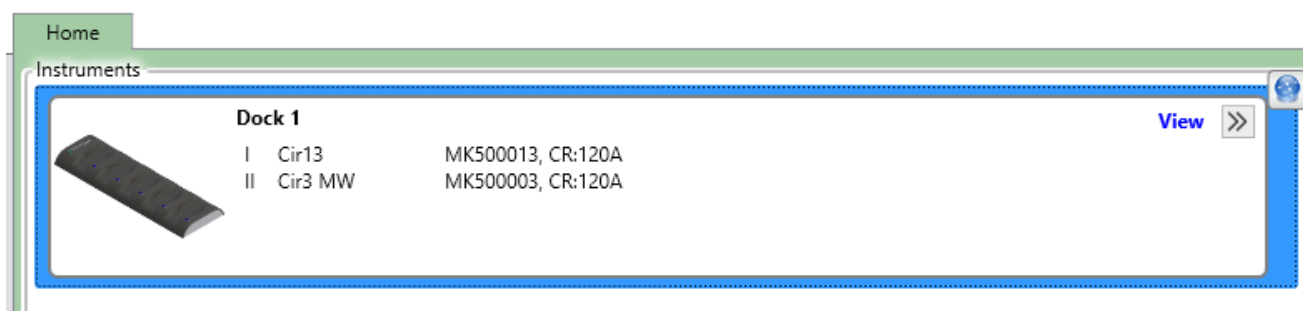 Home
Instruments
Dock 1 View
I Cir13 MK500013, CR:120A
II Cir3 MW MK500003, CR:120A